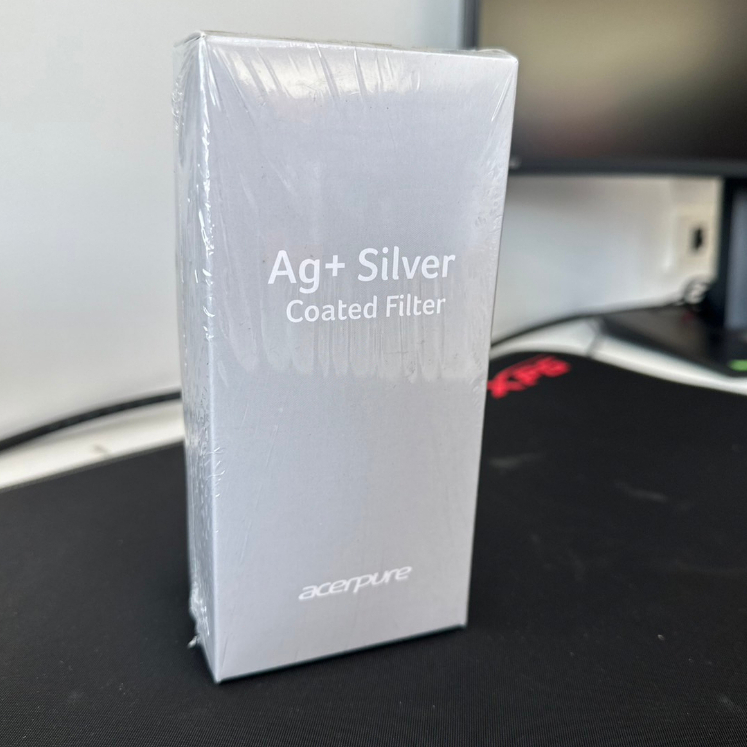 Ag+ Silver
Coated Filter
acerpure